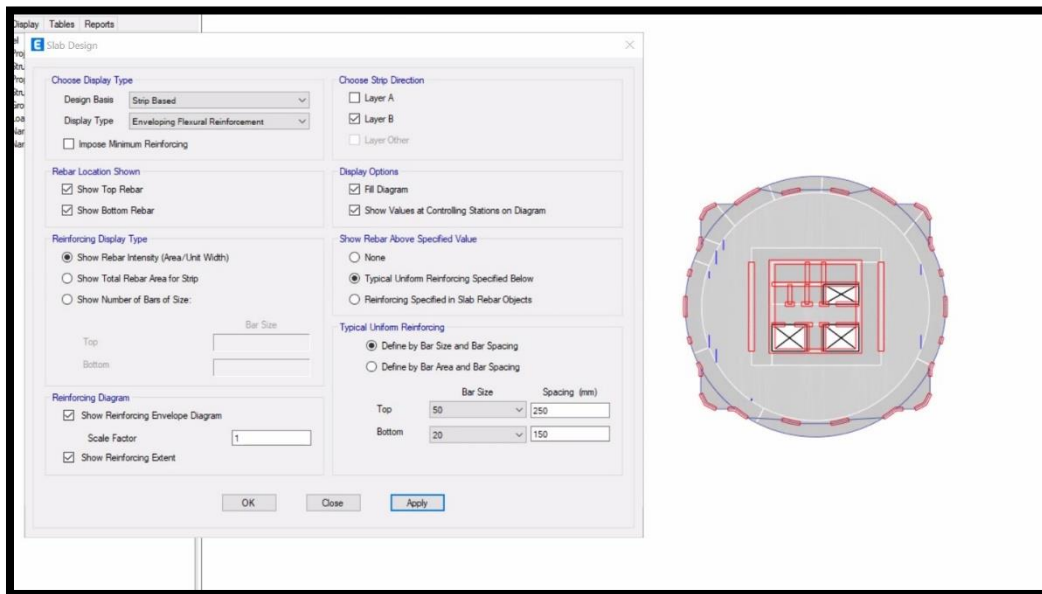 Display Tables Reports
E Slab Design
Choose Display Type
Design Basis Strip Based
Display Type Enveloping Flexural Reinforcement
Impose Minimum Reinforcing
Rebar Location Shown
Show Top Rebar
Show Bottom Rebar
Reinforcing Display Type
Show Rebar Intensity (Area/Unit Width)
Show Total Rebar Area for Strip
Show Number of Bars of Size:
Bar Size
Top
Bottom
Reinforcing Diagram
Show Reinforcing Envelope Diagram
Scale Factor 1
Show Reinforcing Extent
Choose Strip Direction
Layer A
Layer B
Layer Other
Display Options
Fill Diagram
Show Values at Controlling Stations on Diagram
Show Rebar Above Specified Value
None
Typical Uniform Reinforcing Specified Below
Reinforcing Specified in Slab Rebar Objects
Typical Uniform Reinforcing
Define by Bar Size and Bar Spacing
Define by Bar Area and Bar Spacing
Bar Size Spacing (mm)
Top 50 250
Bottom 20 150
OK Close Apply